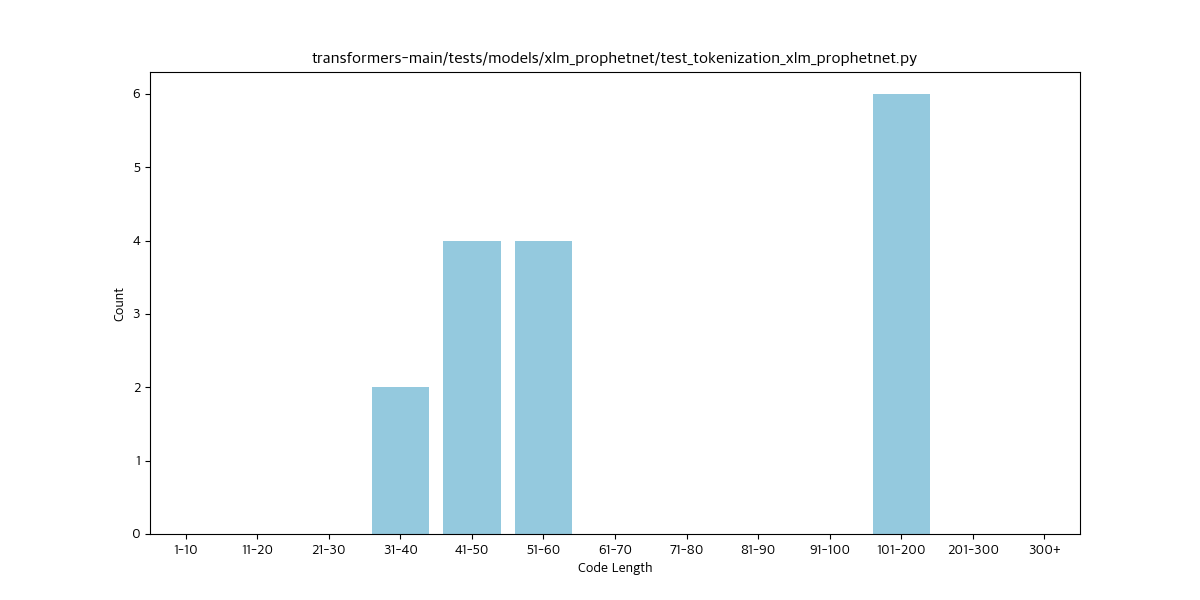 transformers-main/tests/models/xlm_prophetnet/test_tokenization_xlm_prophetnet.py
6
5
4
3
2
1
0
Count
1-10 11-20 21-30 31-40 41-50 51-60 61-70 71-80 81-90 91-100 101-200 201-300 300+
Code Length